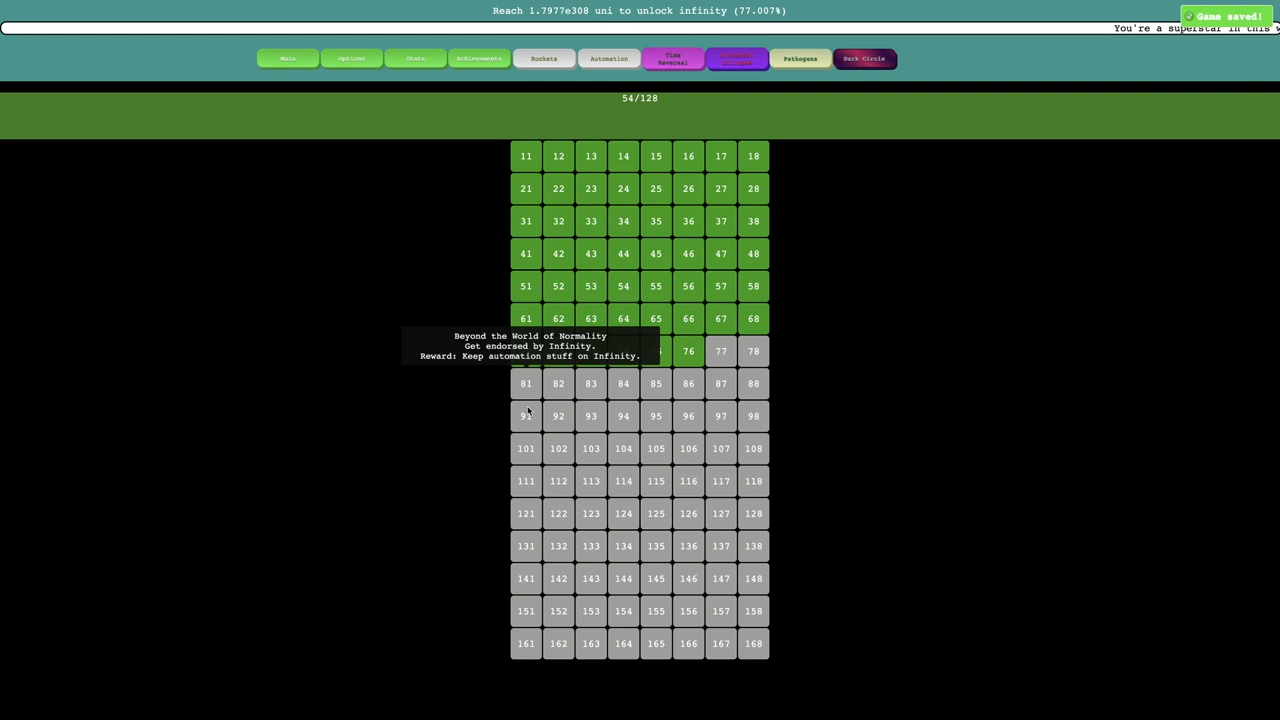 Reach 1.7977e308 uni to unlock infinity (77.007%)
Game saved!
You're a superstar in this w
Main Options Stats Achievements Rockets Automation Time Reversal Universal Collapse Pathogens Dark Circle
54/128
11 12 13 14 15 16 17 18
21 22 23 24 25 26 27 28
31 32 33 34 35 36 37 38
41 42 43 44 45 46 47 48
51 52 53 54 55 56 57 58
61 62 63 64 65 66 67 68
Beyond the World of Normality
Get endorsed by Infinity.
Reward: Keep automation stuff on Infinity.
76 77 78
81 82 83 84 85 86 87 88
91 92 93 94 95 96 97 98
101 102 103 104 105 106 107 108
111 112 113 114 115 116 117 118
121 122 123 124 125 126 127 128
131 132 133 134 135 136 137 138
141 142 143 144 145 146 147 148
151 152 153 154 155 156 157 158
161 162 163 164 165 166 167 168